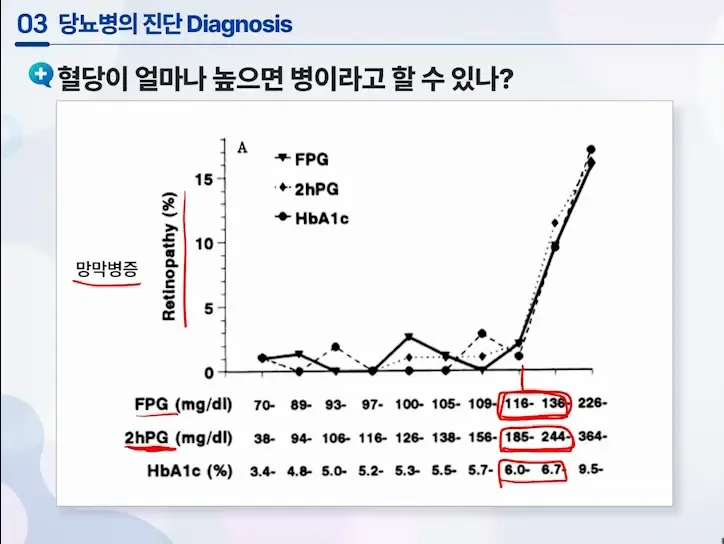 03 당뇨병의 진단 Diagnosis
혈당이 얼마나 높으면 병이라고 할 수 있나?
A
FPG
2hPG
HbA1c
15
10
5
0
Retinopathy (%)
망막병증
FPG (mg/dl) 70- 89- 93- 97- 100- 105- 109- 116- 136- 226-
2hPG (mg/dl) 38- 94- 106- 116- 126- 138- 156- 185- 244- 364-
HbA1c (%) 3.4- 4.8- 5.0- 5.2- 5.3- 5.5- 5.7- 6.0- 6.7- 9.5-